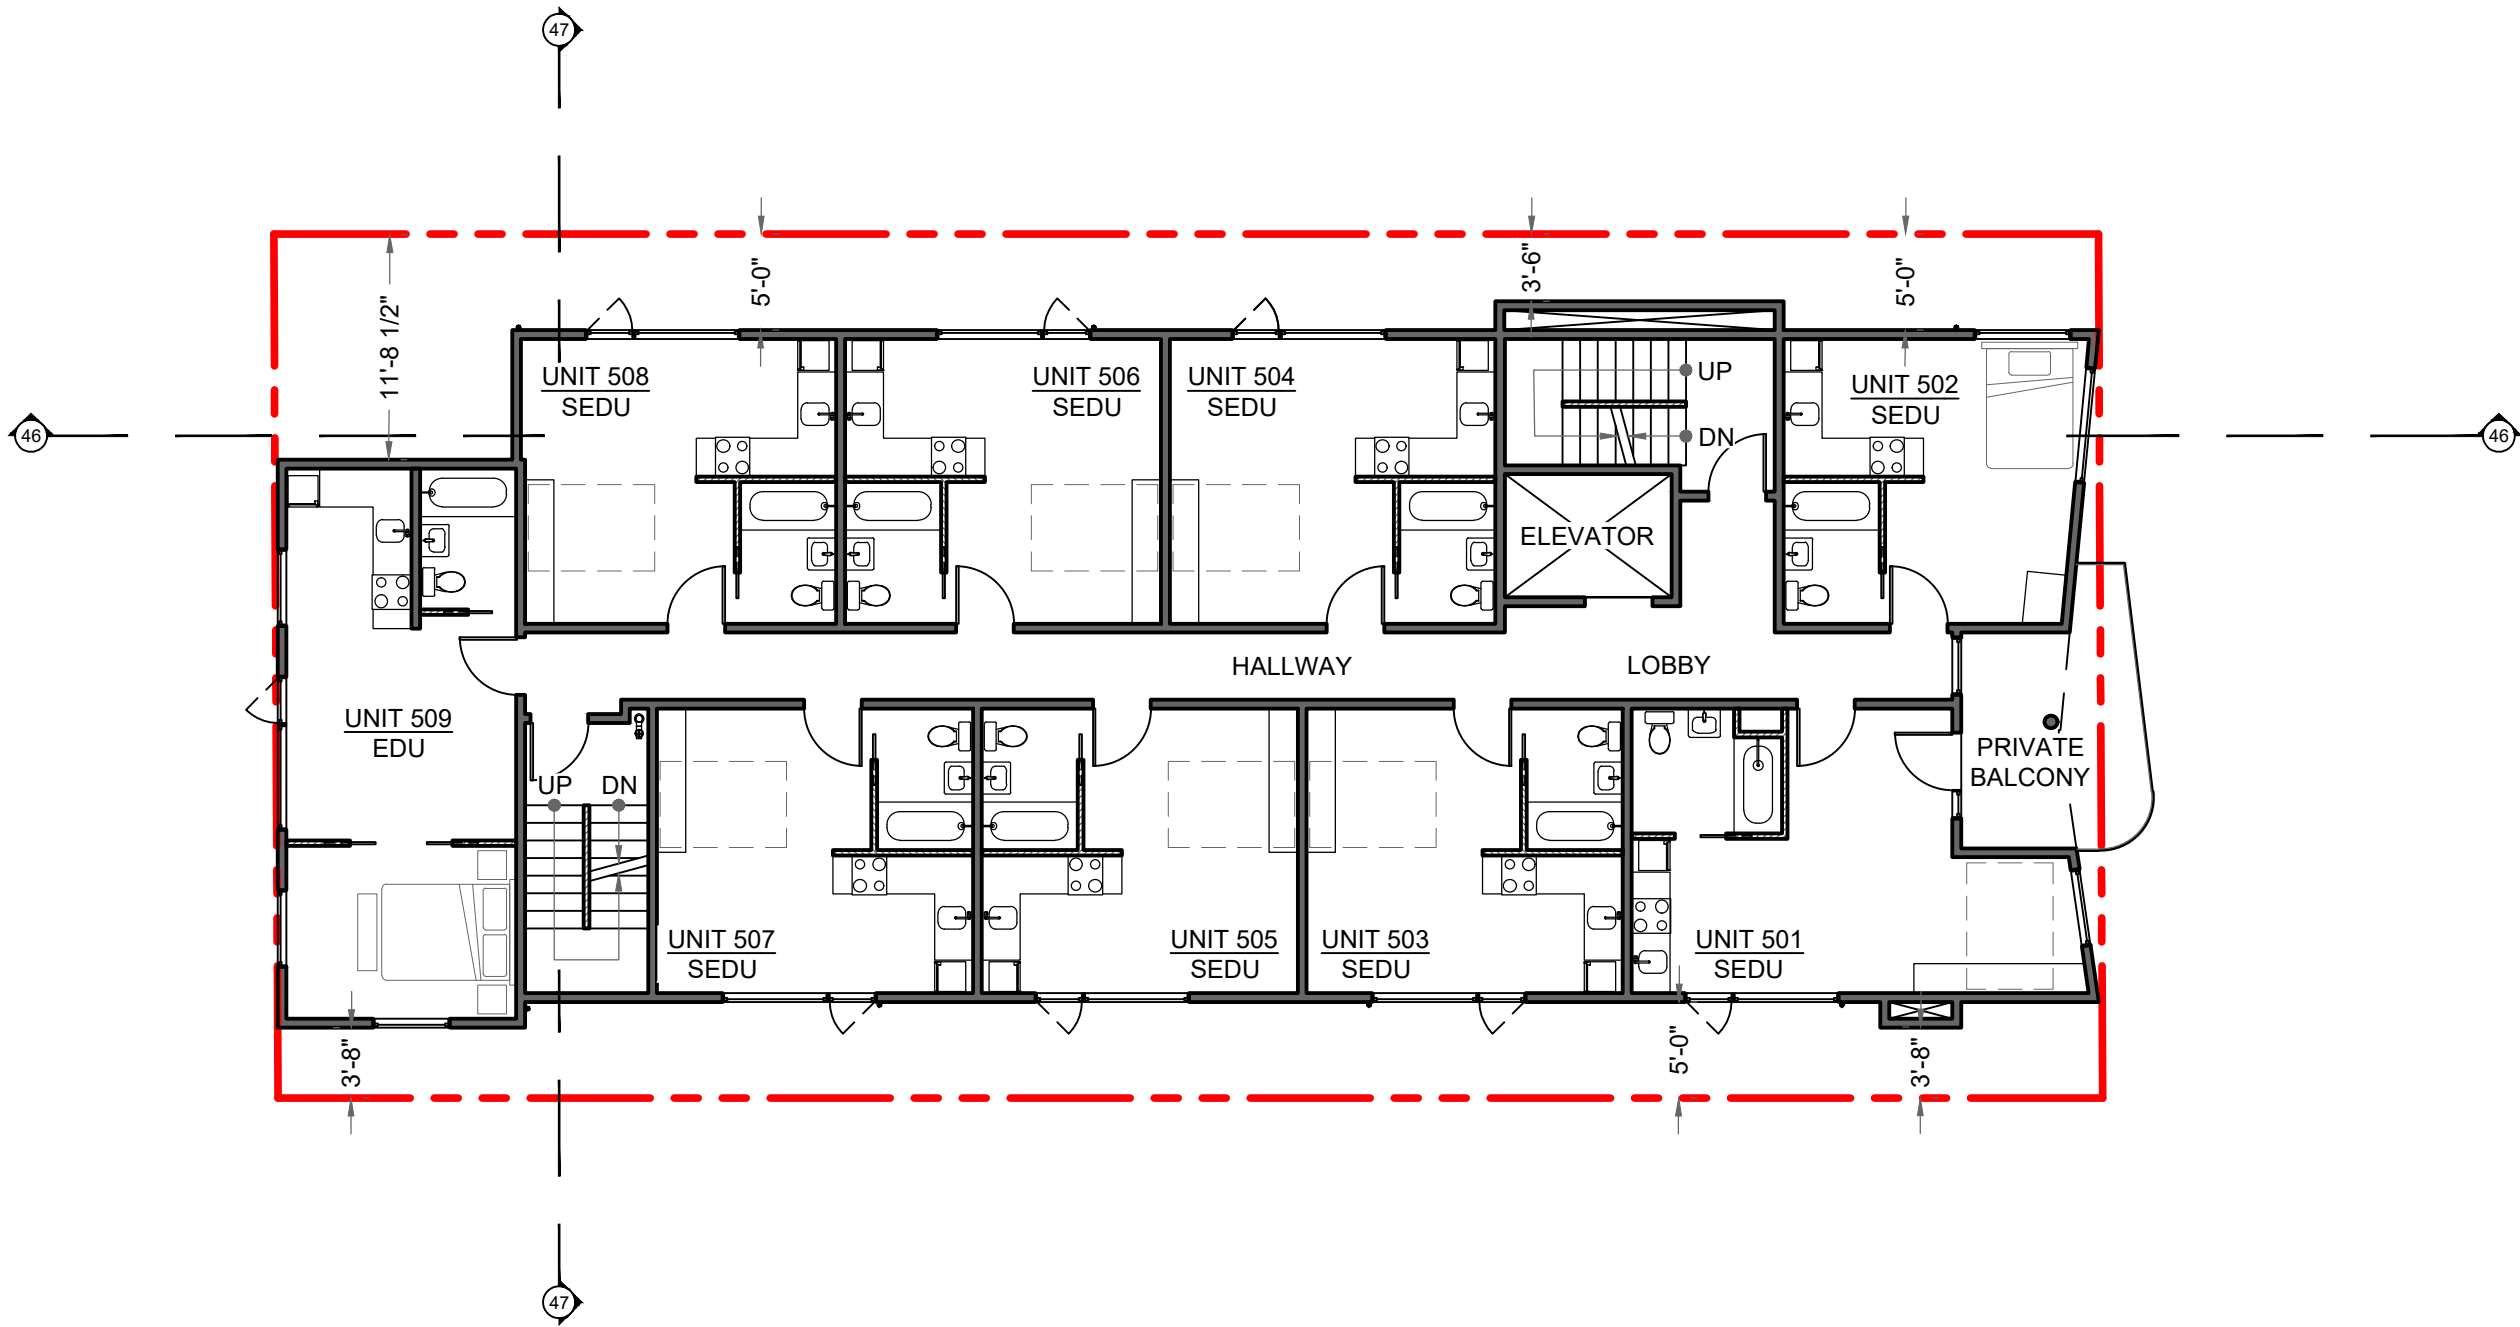 47
5'-0"
3'-6"
5'-0"
11'-8 1/2"
UNIT 508
SEDU
UNIT 506
SEDU
UNIT 504
SEDU
UP
DN
UNIT 502
SEDU
46
46
ELEVATOR
HALLWAY
LOBBY
UNIT 509
EDU
UP
DN
PRIVATE
BALCONY
UNIT 507
SEDU
UNIT 505
SEDU
UNIT 503
SEDU
UNIT 501
SEDU
3'-8"
5'-0"
3'-8"
47